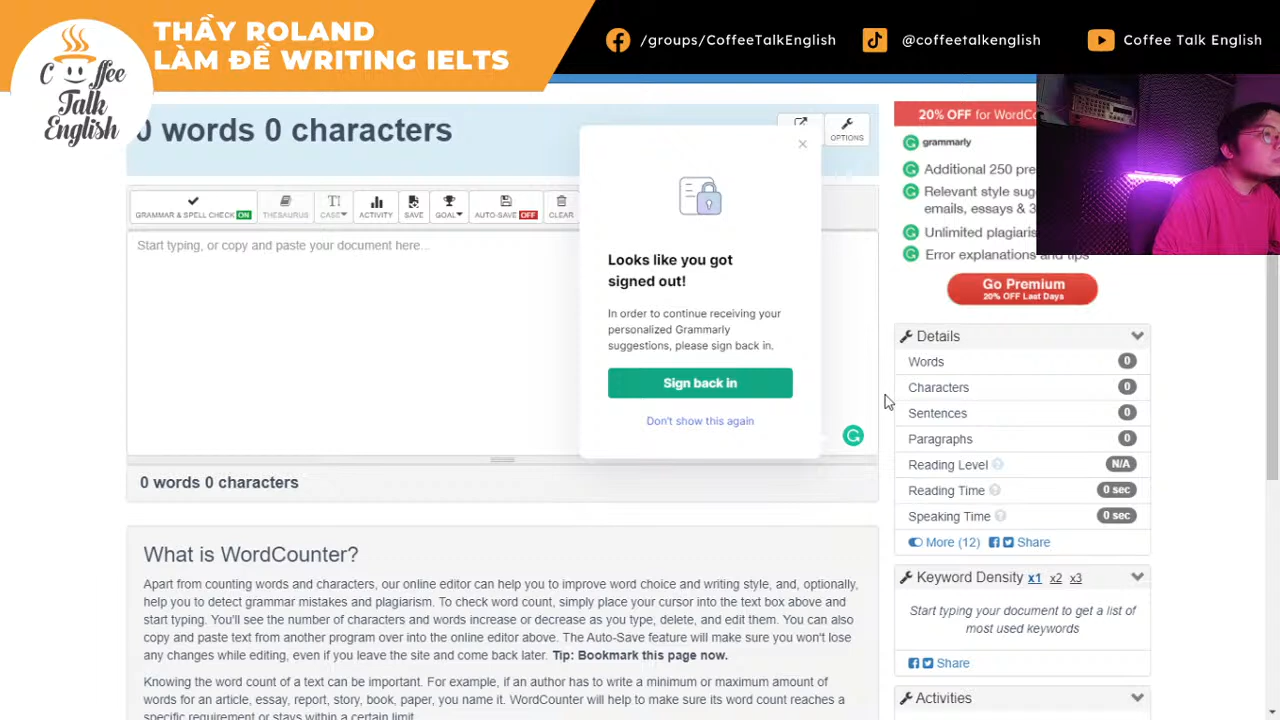 THẦY ROLAND
LÀM ĐỀ WRITING IELTS
/groups/CoffeeTalkEnglish
@coffeetalkenglish
Coffee Talk English
Coffee
Talk
English
0 words 0 characters
OPTIONS
GRAMMAR & SPELL CHECK ON
THESAURUS
CASE
ACTIVITY
SAVE
GOAL
AUTO-SAVE OFF
CLEAR
Start typing, or copy and paste your document here...
Looks like you got
signed out!
In order to continue receiving your
personalized Grammarly
suggestions, please sign back in.
Sign back in
Don't show this again
0 words 0 characters
What is WordCounter?
Apart from counting words and characters, our online editor can help you to improve word choice and writing style, and, optionally,
help you to detect grammar mistakes and plagiarism. To check word count, simply place your cursor into the text box above and
start typing. You'll see the number of characters and words increase or decrease as you type, delete, and edit them. You can also
copy and paste text from another program over into the online editor above. The Auto-Save feature will make sure you won't lose
any changes while editing, even if you leave the site and come back later. Tip: Bookmark this page now.
Knowing the word count of a text can be important. For example, if an author has to write a minimum or maximum amount of
words for an article, essay, report, story, book, paper, you name it. WordCounter will help to make sure its word count reaches a
specific requirement or stays within a certain limit.
20% OFF for
grammarly
Additional 250
Relevant style
emails, essays & 3
Unlimited
Error explanations and tips
Go Premium
20% OFF Last Days
Details
Words 0
Characters 0
Sentences 0
Paragraphs 0
Reading Level N/A
Reading Time 0 sec
Speaking Time 0 sec
More (12) Share
Keyword Density x1 x2 x3
Start typing your document to get a list of
most used keywords
Share
Activities